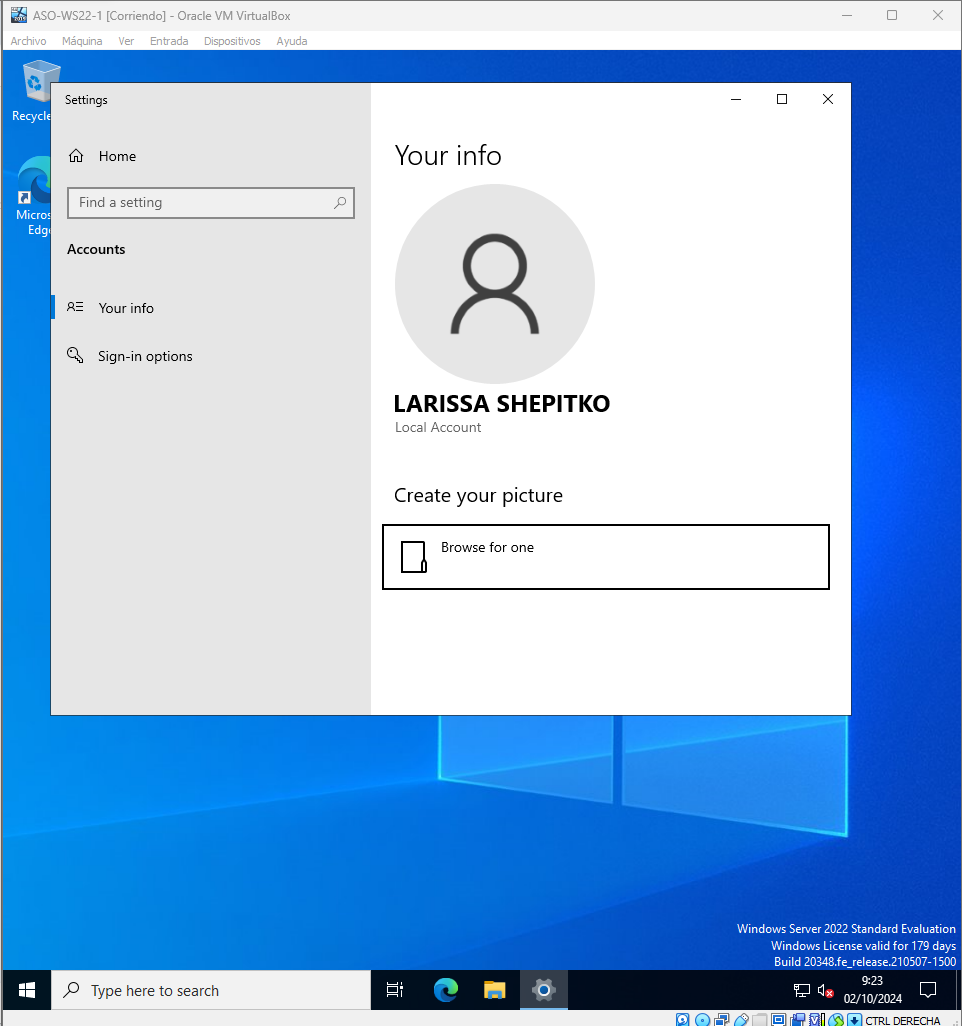 ASO-WS22-1 [Corriendo] - Oracle VM VirtualBox
Archivo Máquina Ver Entrada Dispositivos Ayuda
Recycle
Micros
Edg
Settings
Home
Find a setting
Accounts
Your info
Sign-in options
Your info
LARISSA SHEPITKO
Local Account
Create your picture
Browse for one
Windows Server 2022 Standard Evaluation
Windows License valid for 179 days
Build 20348.fe_release.210507-1500
Type here to search
9:23
02/10/2024
CTRL DERECHA